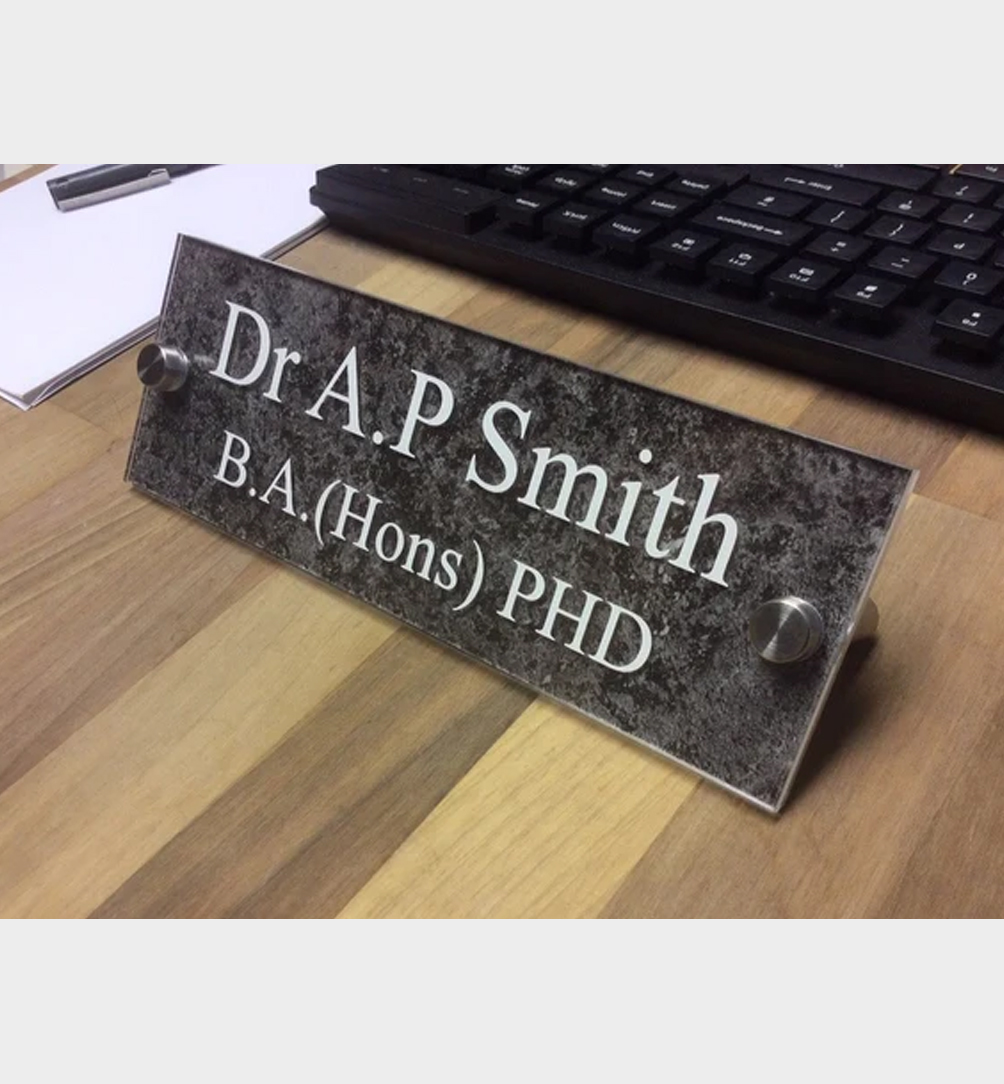 Dr A.P Smith
B.A.(Hons) PHD